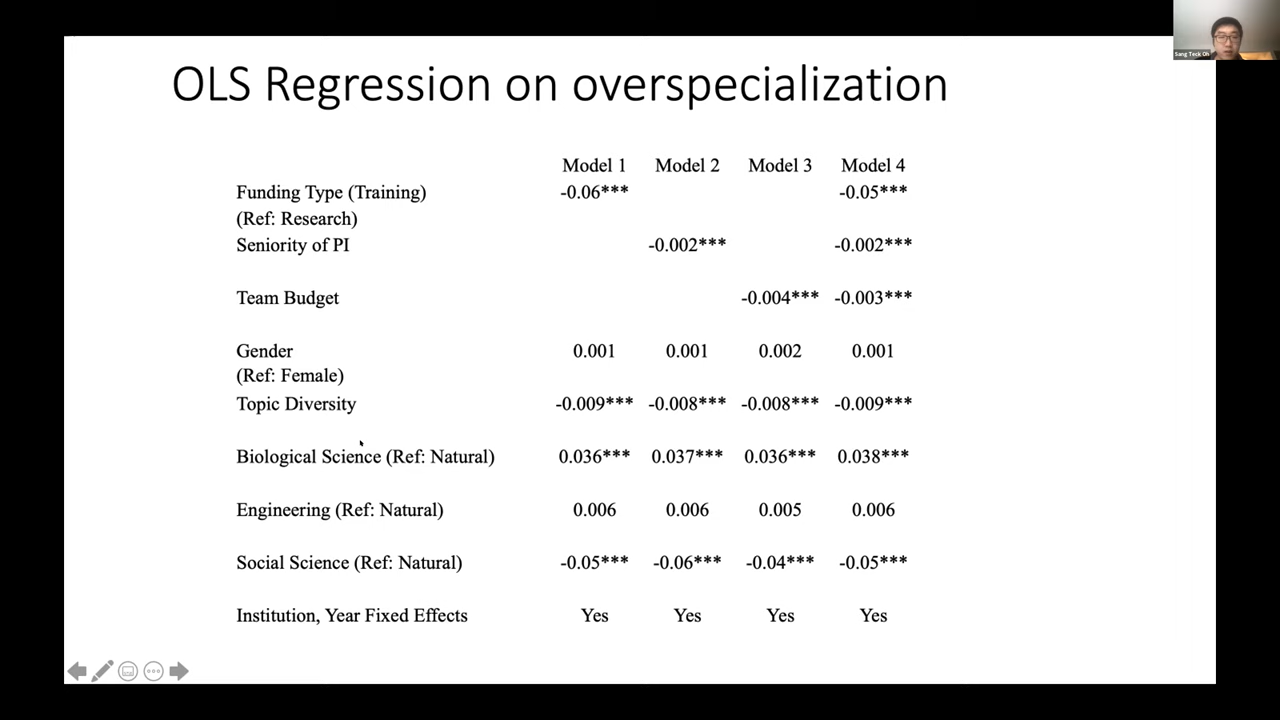 Sang Teck Oh
OLS Regression on overspecialization
Model 1 Model 2 Model 3 Model 4
Funding Type (Training) -0.06*** -0.05***
(Ref: Research)
Seniority of PI -0.002*** -0.002***
Team Budget -0.004*** -0.003***
Gender 0.001 0.001 0.002 0.001
(Ref: Female)
Topic Diversity -0.009*** -0.008*** -0.008*** -0.009***
Biological Science (Ref: Natural) 0.036*** 0.037*** 0.036*** 0.038***
Engineering (Ref: Natural) 0.006 0.006 0.005 0.006
Social Science (Ref: Natural) -0.05*** -0.06*** -0.04*** -0.05***
Institution, Year Fixed Effects Yes Yes Yes Yes